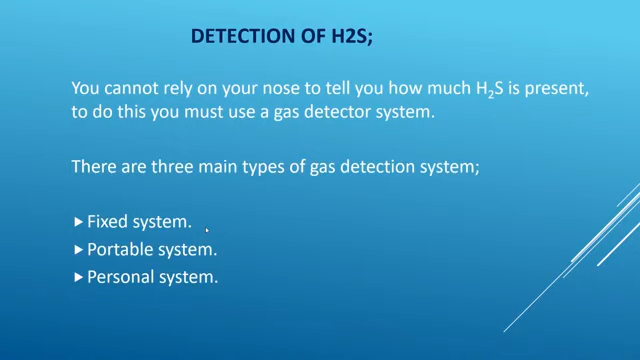 DETECTION OF H2S;
You cannot rely on your nose to tell you how much H₂S is present,
to do this you must use a gas detector system.
There are three main types of gas detection system;
Fixed system.
Portable system.
Personal system.